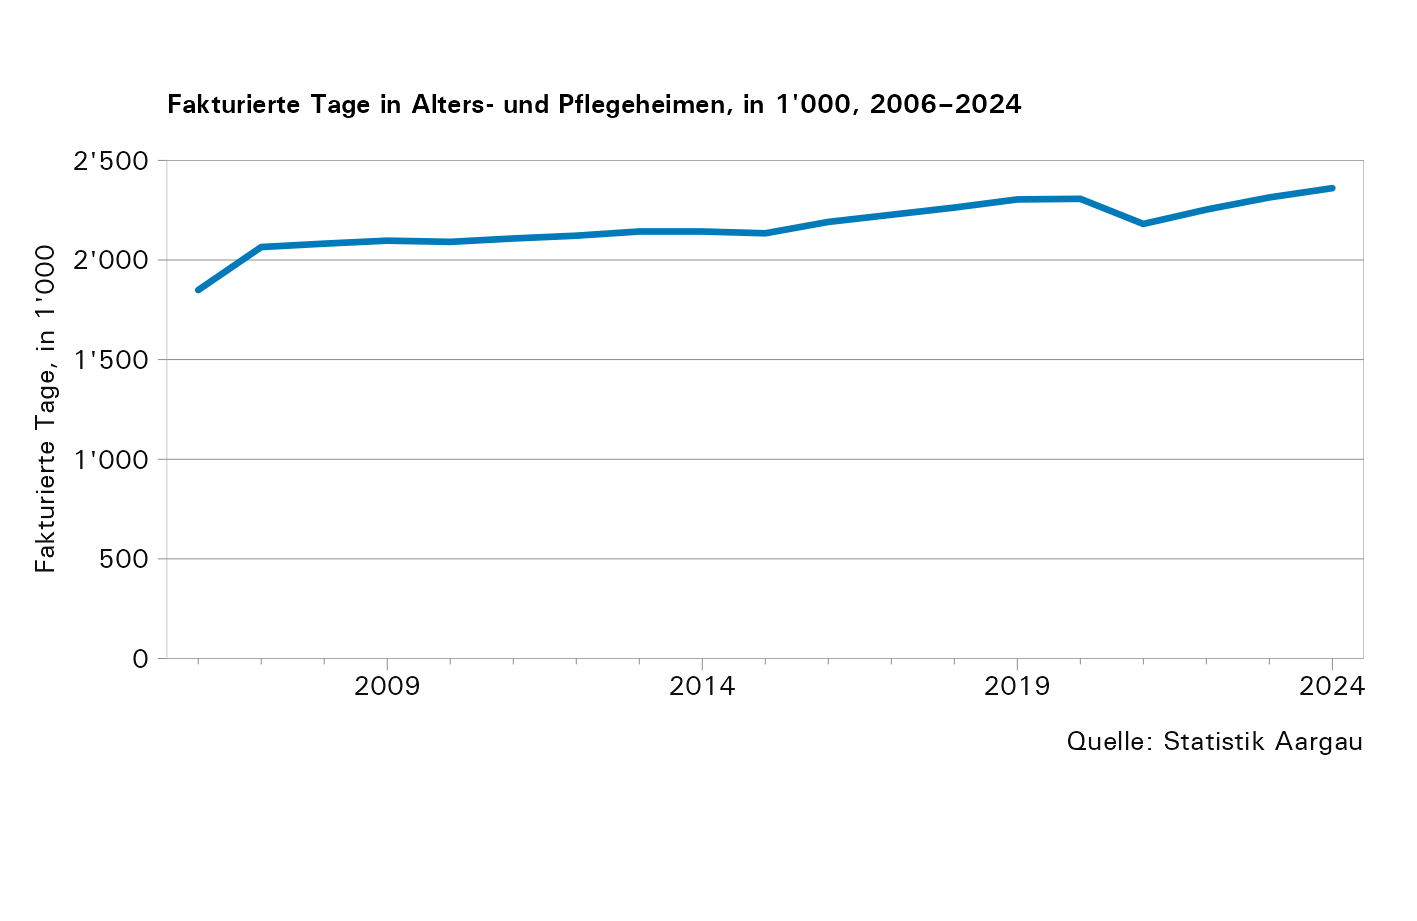 Fakturierte Tage in Alters- und Pflegeheimen, in 1'000, 2006–2024
Fakturierte Tage, in 1'000
2'500
2'000
1'500
1'000
500
0
2009 2014 2019 2024
Quelle: Statistik Aargau